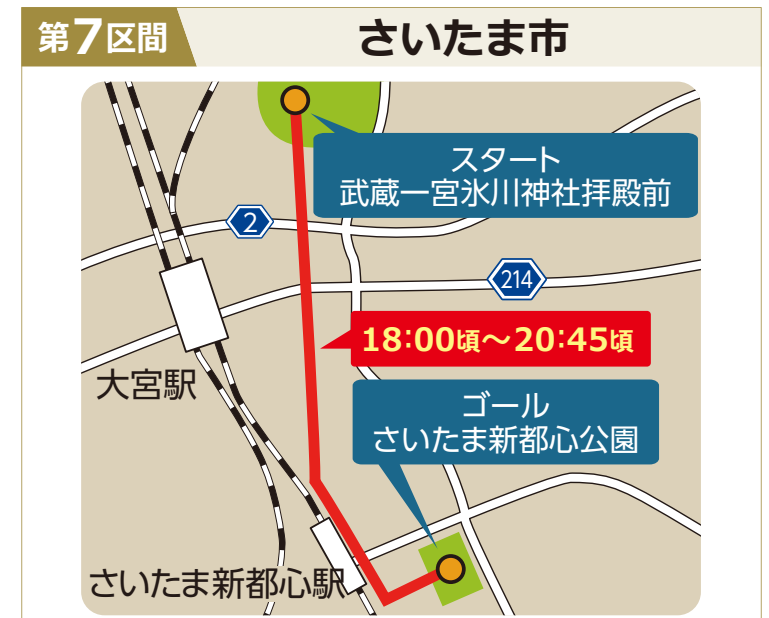 第7区間
さいたま市
スタート
武蔵一宮氷川神社拝殿前
2
214
18:00頃～20:45頃
大宮駅
ゴール
さいたま新都心公園
さいたま新都心駅